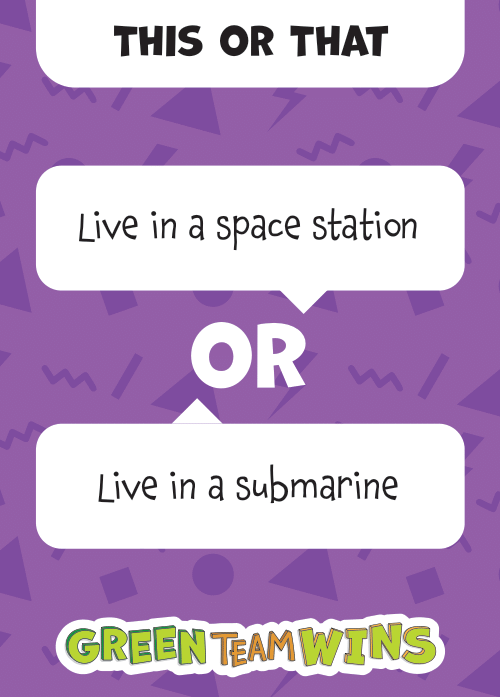 THIS OR THAT
Live in a space station
OR
Live in a submarine
GREEN TEAM WINS